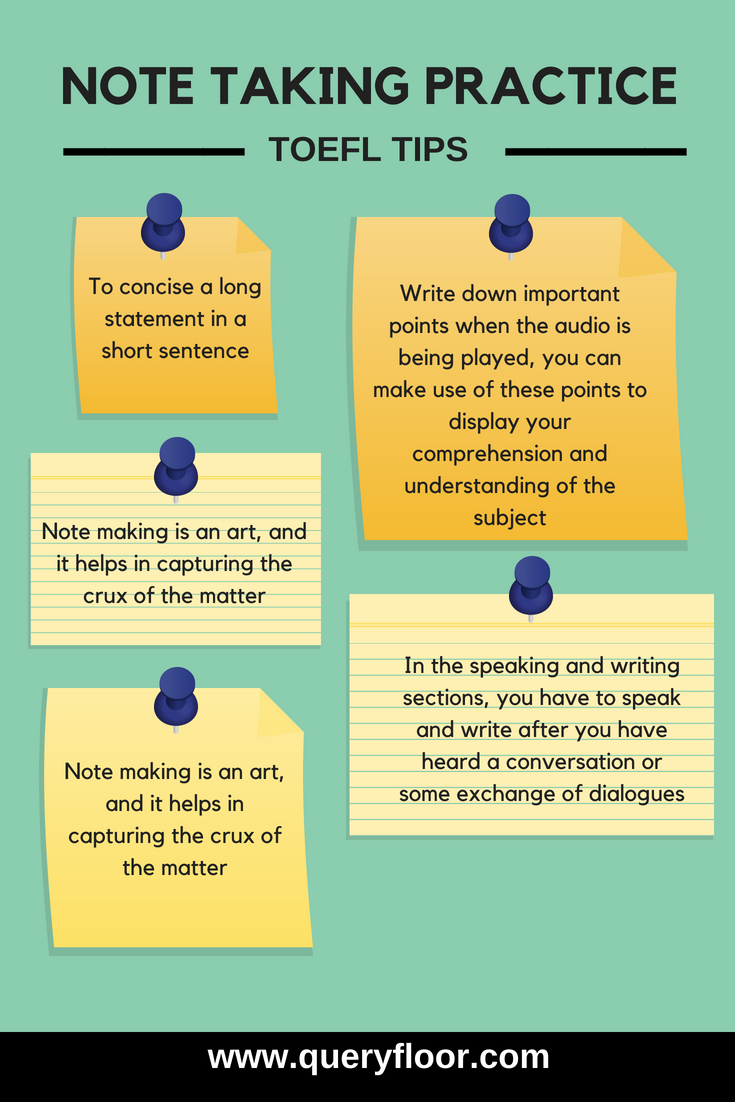 NOTE TAKING PRACTICE
TOEFL TIPS
To concise a long
statement in a
short sentence
Write down important
points when the audio is
being played, you can
make use of these points to
display your
comprehension and
understanding of the
subject
Note making is an art, and
it helps in capturing the
crux of the matter
In the speaking and writing
sections, you have to speak
and write after you have
heard a conversation or
some exchange of dialogues
Note making is an art,
and it helps in
capturing the crux of
the matter
www.queryfloor.com